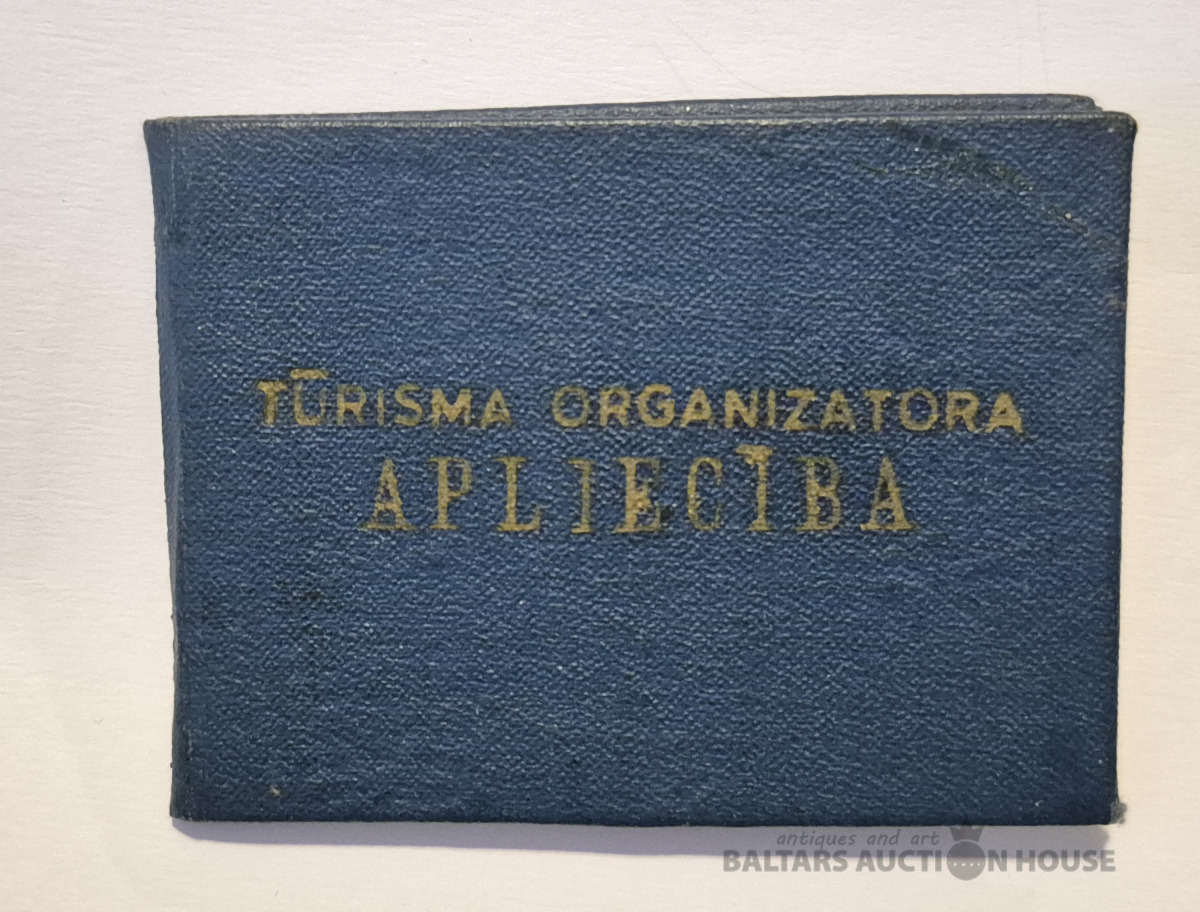 TŪRISMA ORGANIZATORA
APLIECĪBA
antiques and art
BALTARS AUCTION HOUSE